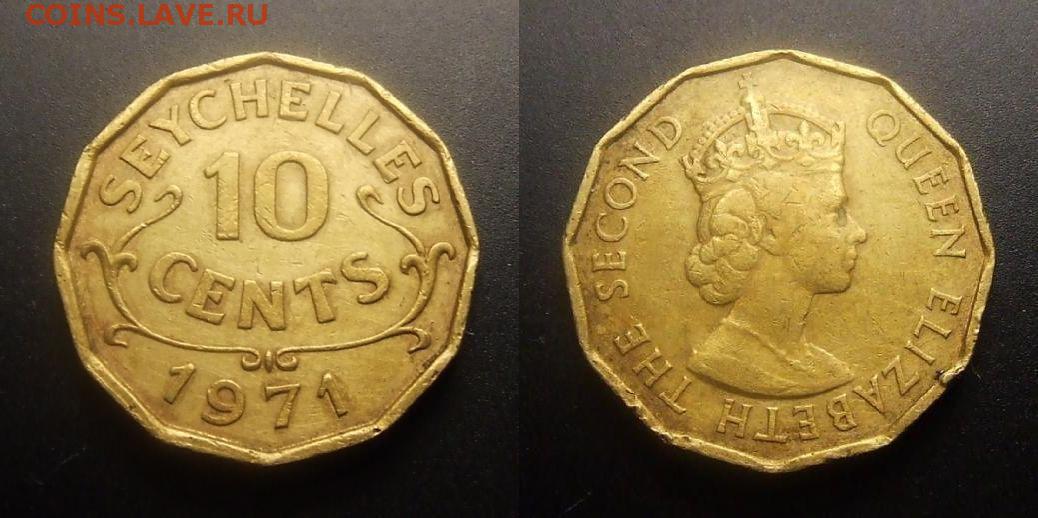 COINS.LAVE.RU
SEYCHELLES
10
CENTS
1971
QUEEN ELIZABETH THE SECOND